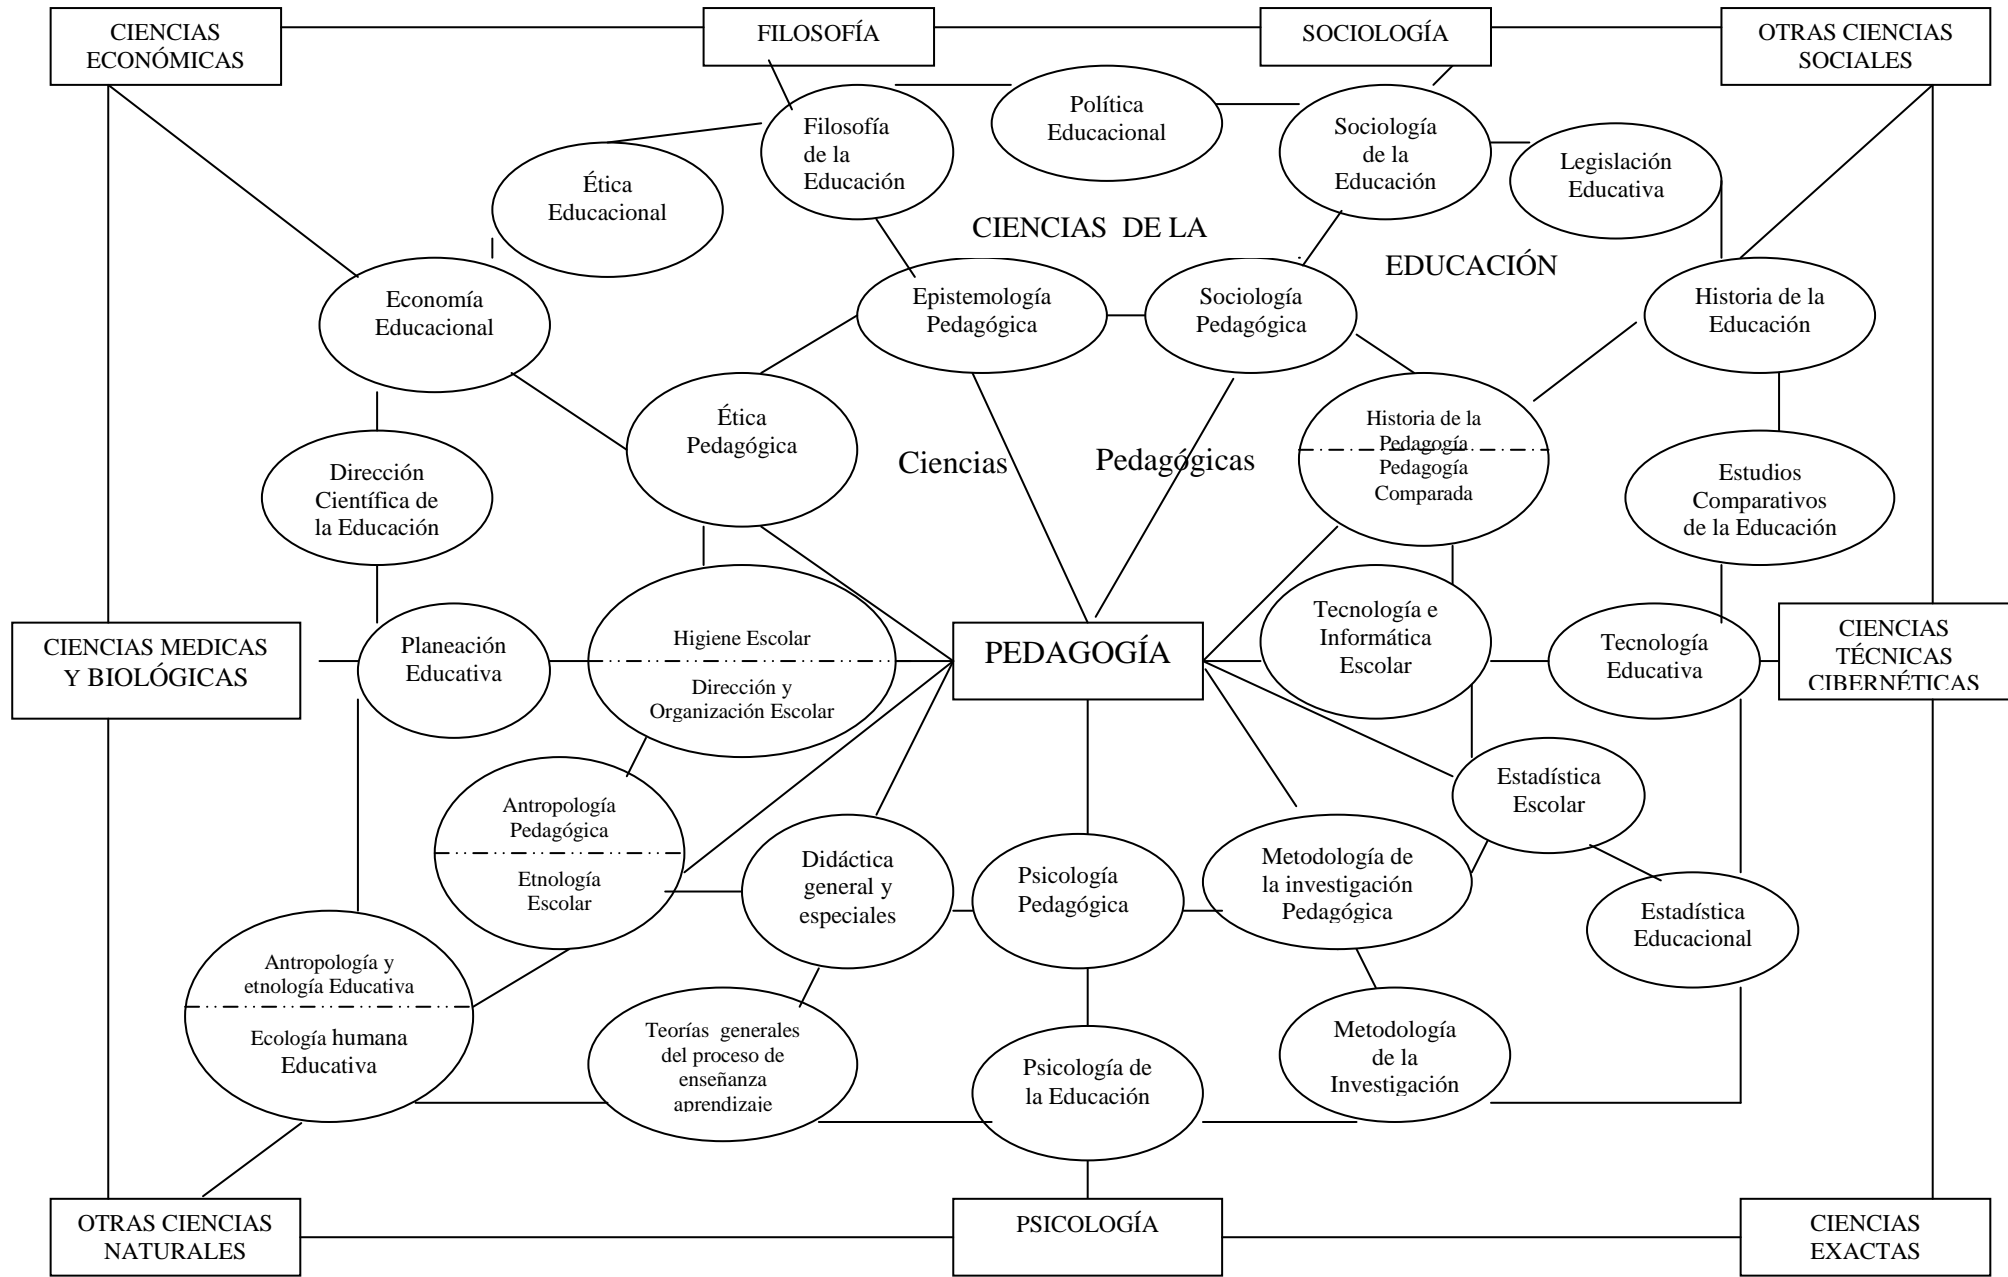 CIENCIAS
ECONÓMICAS
FILOSOFÍA
SOCIOLOGÍA
OTRAS CIENCIAS
SOCIALES
Filosofía
de la
Educación
Política
Educacional
Sociología
de la
Educación
Legislación
Educativa
Ética
Educacional
CIENCIAS DE LA
EDUCACIÓN
Economía
Educacional
Epistemología
Pedagógica
Sociología
Pedagógica
Historia de la
Educación
Ética
Pedagógica
Ciencias
Pedagógicas
Historia de la
Pedagogía
Pedagogía
Comparada
Dirección
Científica de
la Educación
Estudios
Comparativos
de la Educación
CIENCIAS MEDICAS
Y BIOLÓGICAS
Planeación
Educativa
Higiene Escolar
Dirección y
Organización Escolar
PEDAGOGÍA
Tecnología e
Informática
Escolar
Tecnología
Educativa
CIENCIAS
TÉCNICAS
CIBERNÉTICAS
Antropología
Pedagógica
Etnología
Escolar
Didáctica
general y
especiales
Psicología
Pedagógica
Metodología de
la investigación
Pedagógica
Estadística
Escolar
Estadística
Educacional
Antropología y
etnología Educativa
Ecología humana
Educativa
Teorías generales
del proceso de
enseñanza
aprendizaje
Psicología de
la Educación
Metodología
de la
Investigación
OTRAS CIENCIAS
NATURALES
PSICOLOGÍA
CIENCIAS
EXACTAS